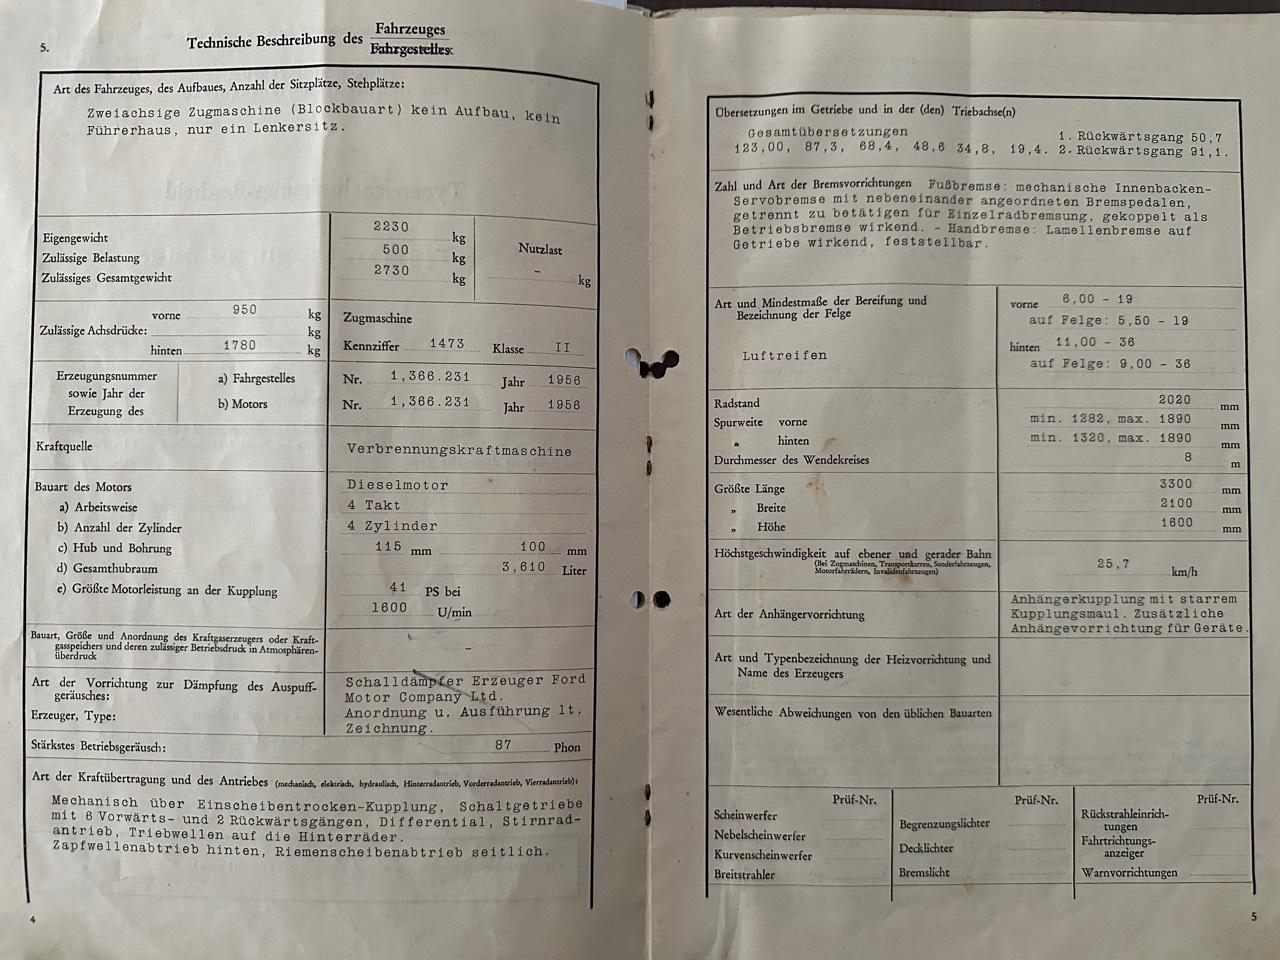 5.
Technische Beschreibung des Fahrzeuges
Fahrgestelles
Art des Fahrzeuges, des Aufbaues, Anzahl der Sitzplätze, Stehplätze:
Zweiachsige Zugmaschine (Blockbauart) kein Aufbau, kein
Führerhaus, nur ein Lenkersitz.
Eigengewicht 2230 kg
Zulässige Belastung 500 kg
Zulässiges Gesamtgewicht 2730 kg
Nutzlast
- kg
Zulässige Achsdrücke: vorne 950 kg
kg
hinten 1780 kg
Zugmaschine
Kennziffer 1473 Klasse II
Erzeugungsnummer
sowie Jahr der
Erzeugung des
a) Fahrgestelles Nr. 1,366.231 Jahr 1956
b) Motors Nr. 1,366.231 Jahr 1956
Kraftquelle Verbrennungskraftmaschine
Bauart des Motors Dieselmotor
a) Arbeitsweise 4 Takt
b) Anzahl der Zylinder 4 Zylinder
c) Hub und Bohrung 115 mm 100 mm
d) Gesamthubraum 3,610 Liter
e) Größte Motorleistung an der Kupplung 41 PS bei
1600 U/min
Bauart, Größe und Anordnung des Kraftgaserzeugers oder Kraft-
gasspeichers und deren zulässiger Betriebsdruck in Atmosphären-
überdruck -
Art der Vorrichtung zur Dämpfung des Auspuff-
geräusches:
Erzeuger, Type:
Schalldämpfer Erzeuger Ford
Motor Company Ltd.
Anordnung u. Ausführung lt.
Zeichnung.
Stärkstes Betriebsgeräusch: 87 Phon
Art der Kraftübertragung und des Antriebes (mechanisch, elektrisch, hydraulisch, Hinterradantrieb, Vorderradantrieb, Vierradantrieb):
Mechanisch über Einscheibentrocken-Kupplung, Schaltgetriebe
mit 6 Vorwärts- und 2 Rückwärtsgängen, Differential, Stirnrad-
antrieb, Triebwellen auf die Hinterräder.
Zapfwellenabtrieb hinten, Riemenscheibenabtrieb seitlich.
4
Übersetzungen im Getriebe und in der (den) Triebachse(n)
Gesamtübersetzungen 1. Rückwärtsgang 50,7
123,00, 87,3, 68,4, 48,6 34,8, 19,4. 2. Rückwärtsgang 91,1.
Zahl und Art der Bremsvorrichtungen Fußbremse: mechanische Innenbacken-
Servobremse mit nebeneinander angeordneten Bremspedalen,
getrennt zu betätigen für Einzelradbremsung, gekoppelt als
Betriebsbremse wirkend. - Handbremse: Lamellenbremse auf
Getriebe wirkend, feststellbar.
Art und Mindestmaße der Bereifung und
Bezeichnung der Felge
Luftreifen
vorne 6,00 - 19
auf Felge: 5,50 - 19
hinten 11,00 - 36
auf Felge: 9,00 - 36
Radstand 2020 mm
Spurweite vorne min. 1282, max. 1890 mm
„ hinten min. 1320, max. 1890 mm
Durchmesser des Wendekreises 8 m
Größte Länge 3300 mm
„ Breite 2100 mm
„ Höhe 1600 mm
Höchstgeschwindigkeit auf ebener und gerader Bahn
(Bei Zugmaschinen, Transportkarren, Sonderfahrzeugen,
Motorfahrrädern, Invalidenfahrzeugen)
25,7 km/h
Art der Anhängervorrichtung
Anhängerkupplung mit starrem
Kupplungsmaul. Zusätzliche
Anhängevorrichtung für Geräte.
Art und Typenbezeichnung der Heizvorrichtung und
Name des Erzeugers
Wesentliche Abweichungen von den üblichen Bauarten
Prüf-Nr.
Scheinwerfer
Nebelscheinwerfer
Kurvenscheinwerfer
Breitstrahler
Prüf-Nr.
Begrenzungslichter
Decklichter
Bremslicht
Prüf-Nr.
Rückstrahleinrich-
tungen
Fahrtrichtungs-
anzeiger
Warnvorrichtungen
5